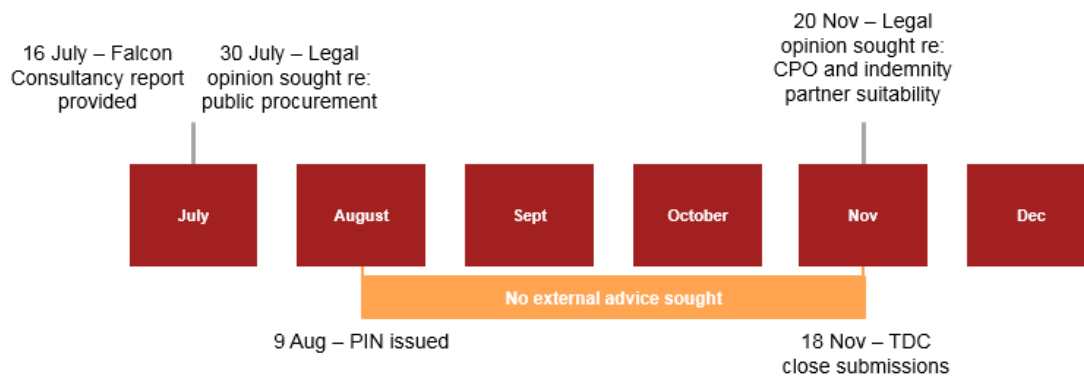 16 July – Falcon
Consultancy report
provided
30 July – Legal
opinion sought re:
public procurement
20 Nov – Legal
opinion sought re:
CPO and indemnity
partner suitability
July
August
Sept
October
Nov
Dec
No external advice sought
9 Aug – PIN issued
18 Nov – TDC
close submissions